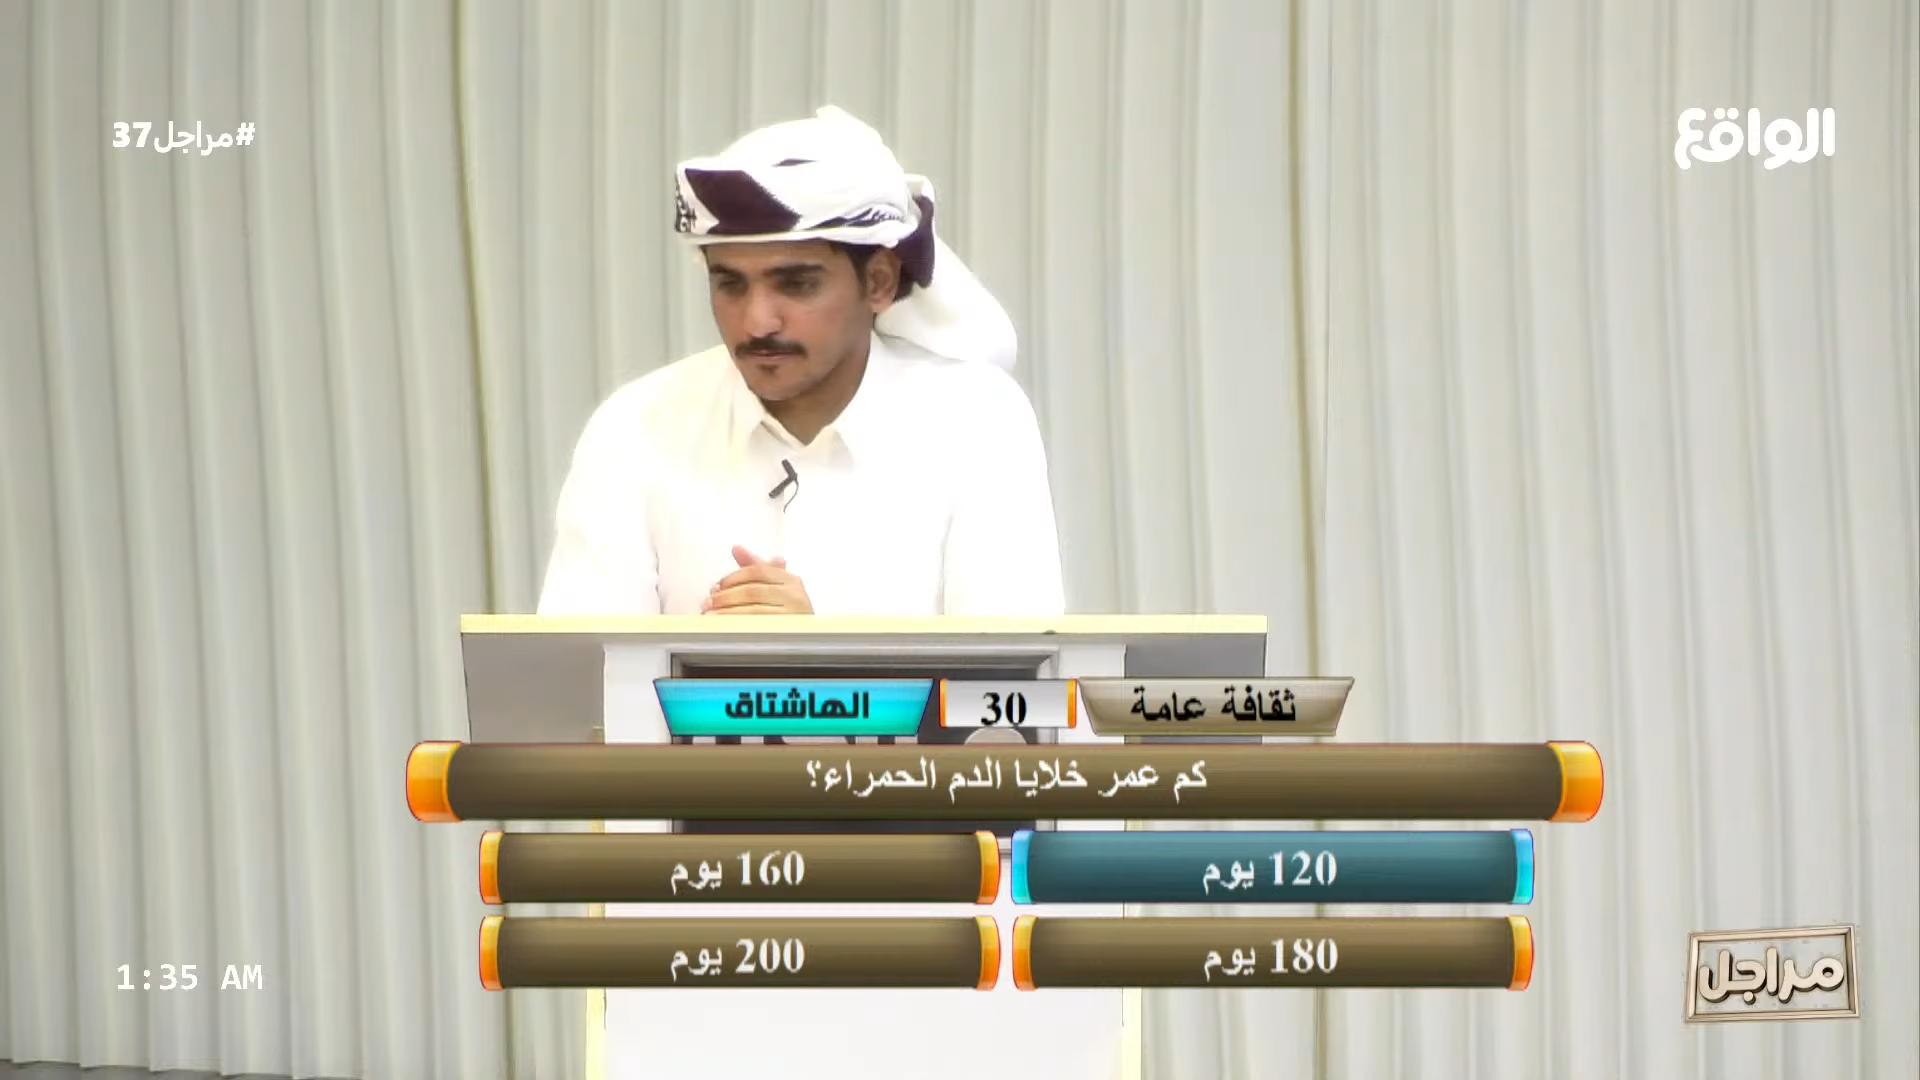 #مراجل37
الواقع
ثقافة عامة
30
الهاشتاق
كم عمر خلايا الدم الحمراء؟
120 يوم
160 يوم
180 يوم
200 يوم
1:35 AM
مراجل